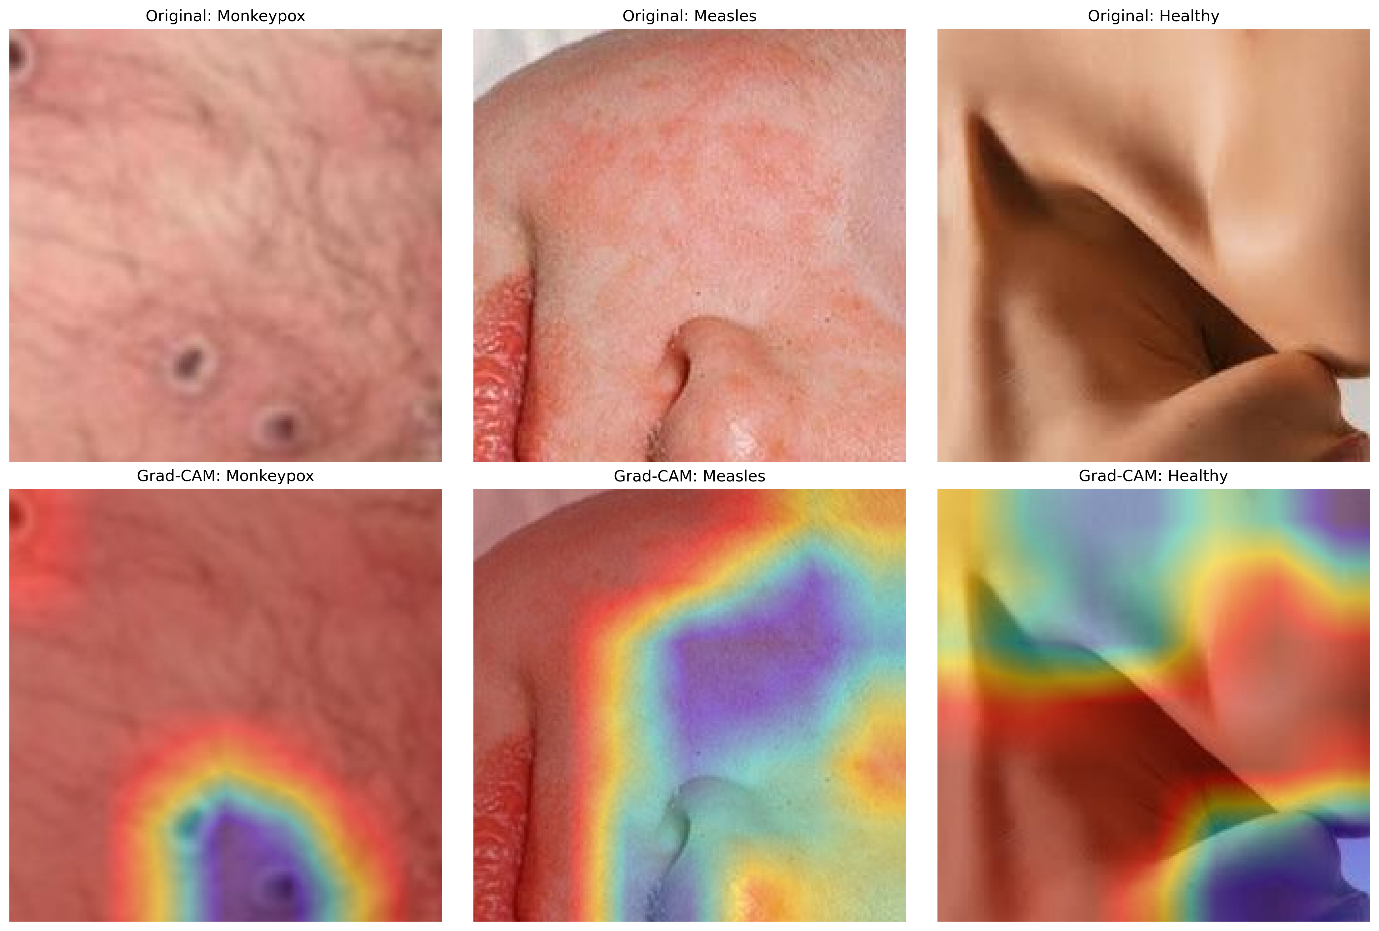 Original: Monkeypox
Original: Measles
Original: Healthy
Grad-CAM: Monkeypox
Grad-CAM: Measles
Grad-CAM: Healthy